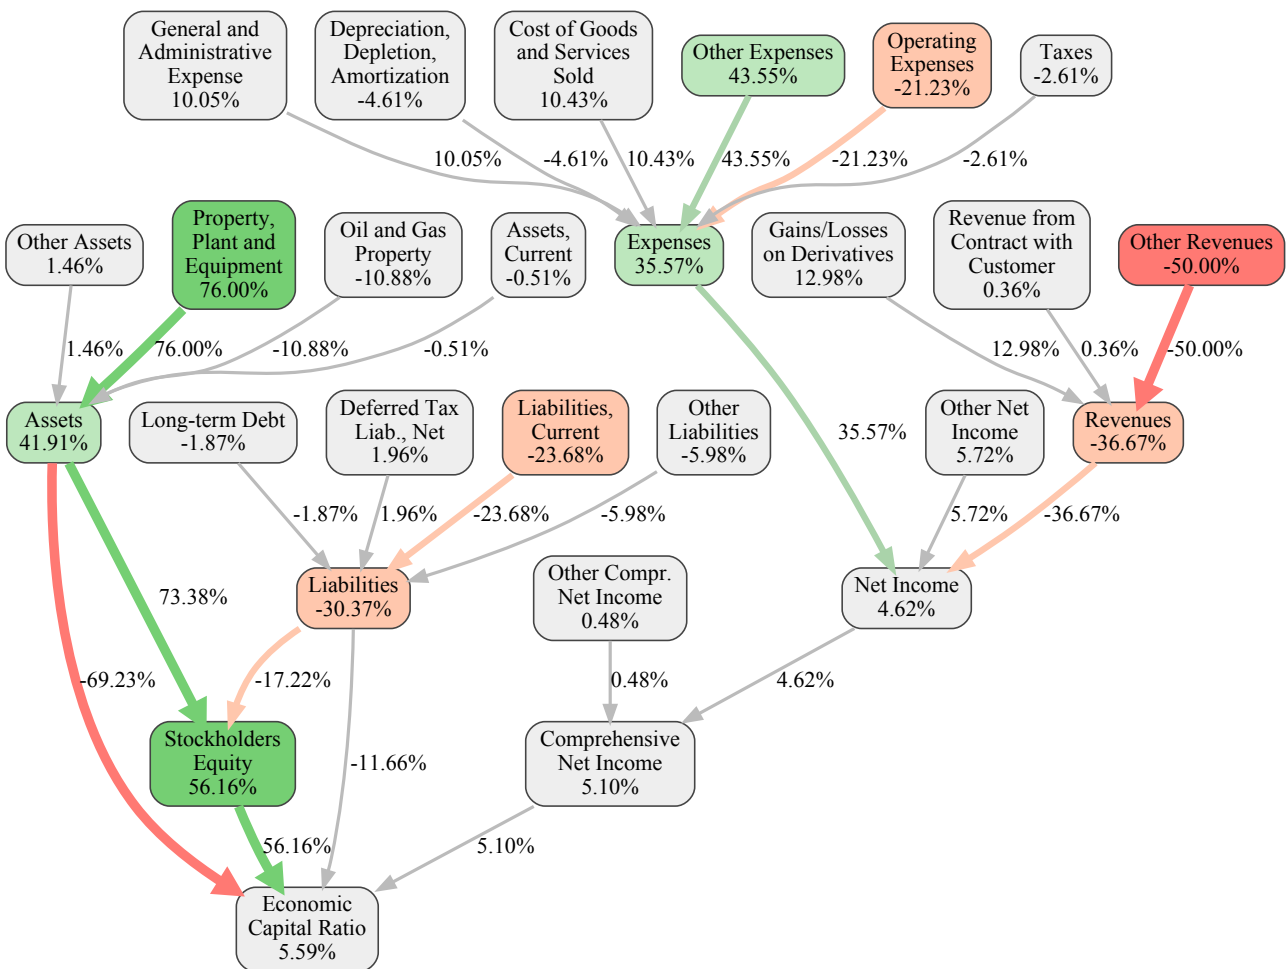 General and
Administrative
Expense
10.05%
Depreciation,
Depletion,
Amortization
-4.61%
Cost of Goods
and Services
Sold
10.43%
Other Expenses
43.55%
Operating
Expenses
-21.23%
Taxes
-2.61%
10.05%
-4.61%
10.43%
43.55%
-21.23%
-2.61%
Other Assets
1.46%
Property,
Plant and
Equipment
76.00%
Oil and Gas
Property
-10.88%
Assets,
Current
-0.51%
Expenses
35.57%
Gains/Losses
on Derivatives
12.98%
Revenue from
Contract with
Customer
0.36%
Other Revenues
-50.00%
1.46%
76.00%
-10.88%
-0.51%
12.98%
0.36%
-50.00%
Assets
41.91%
Long-term Debt
-1.87%
Deferred Tax
Liab., Net
1.96%
Liabilities,
Current
-23.68%
Other
Liabilities
-5.98%
35.57%
Other Net
Income
5.72%
Revenues
-36.67%
-1.87%
1.96%
-23.68%
-5.98%
5.72%
-36.67%
73.38%
Liabilities
-30.37%
Other Compr.
Net Income
0.48%
Net Income
4.62%
-69.23%
-17.22%
0.48%
4.62%
Stockholders
Equity
56.16%
-11.66%
Comprehensive
Net Income
5.10%
56.16%
5.10%
Economic
Capital Ratio
5.59%